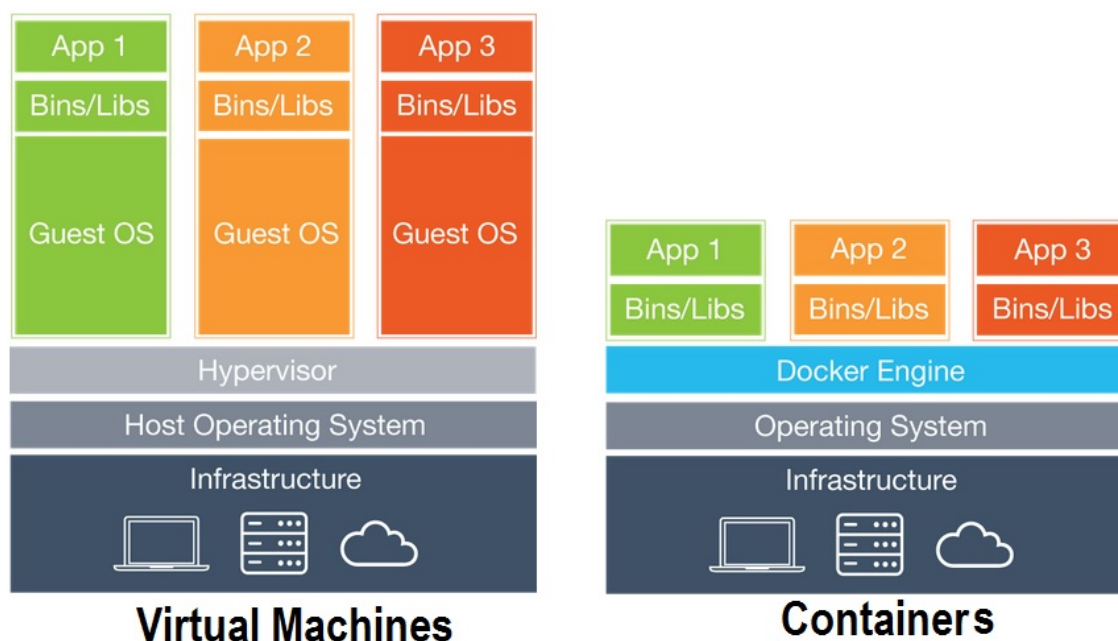 App 1
Bins/Libs
Guest OS
App 2
Bins/Libs
Guest OS
App 3
Bins/Libs
Guest OS
Hypervisor
Host Operating System
Infrastructure
Virtual Machines
App 1
Bins/Libs
App 2
Bins/Libs
App 3
Bins/Libs
Docker Engine
Operating System
Infrastructure
Containers